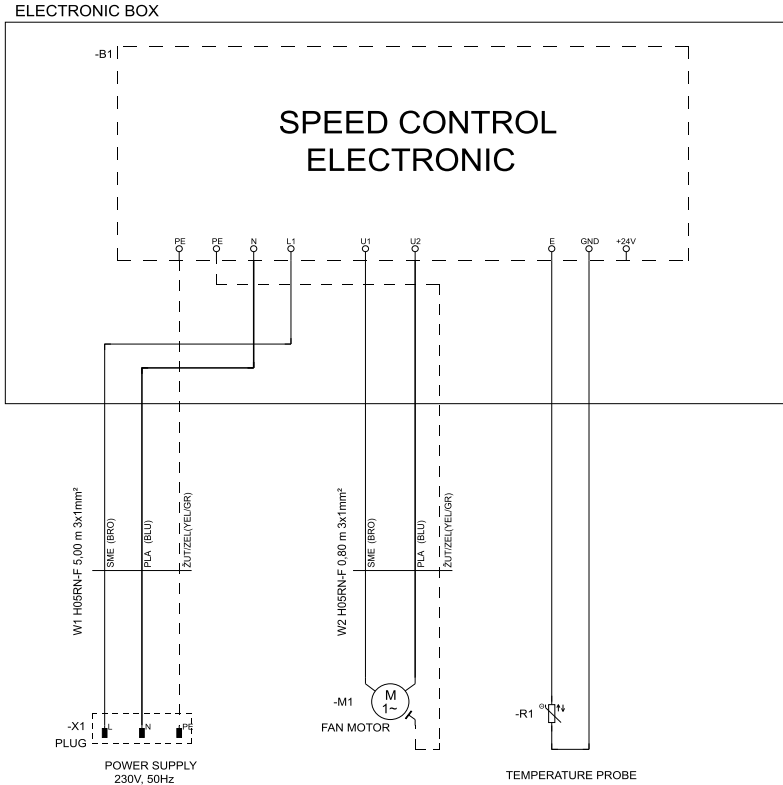 ELECTRONIC BOX
-B1
SPEED CONTROL
ELECTRONIC
PE PE N L1 U1 U2 E GND +24V
W1 H05RN-F 5,00 m 3x1mm²
SME (BRO)
PLA (BLU)
ŽUT/ZEL(YEL/GR)
W2 H05RN-F 0,80 m 3x1mm²
SME (BRO)
PLA (BLU)
ŽUT/ZEL(YEL/GR)
-X1
L N PE
PLUG
POWER SUPPLY
230V, 50Hz
-M1
M
1~
FAN MOTOR
-R1
TEMPERATURE PROBE